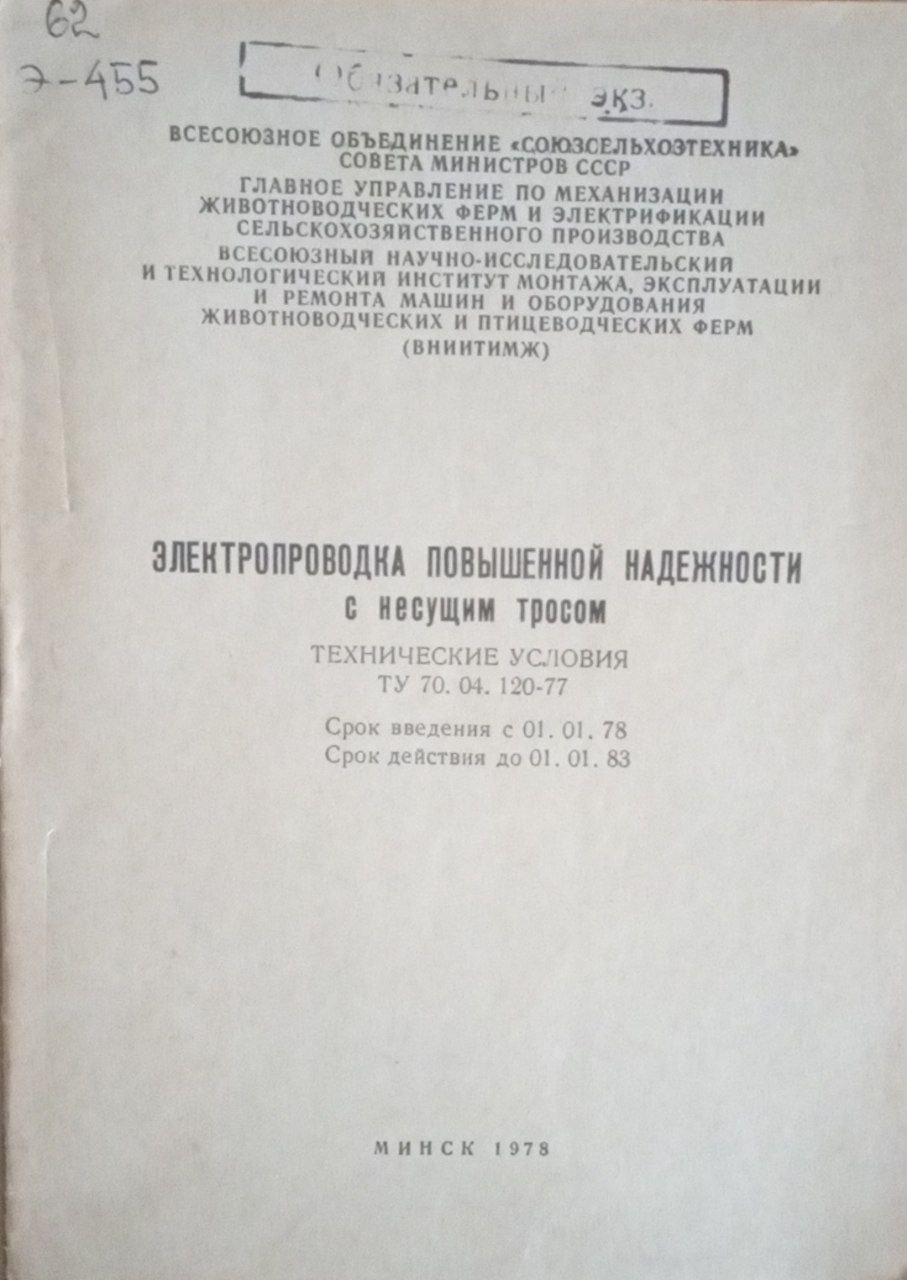 62
Э-455
Обязательный экз.
ВСЕСОЮЗНОЕ ОБЪЕДИНЕНИЕ «СОЮЗСЕЛЬХОЗТЕХНИКА»
СОВЕТА МИНИСТРОВ СССР
ГЛАВНОЕ УПРАВЛЕНИЕ ПО МЕХАНИЗАЦИИ
ЖИВОТНОВОДЧЕСКИХ ФЕРМ И ЭЛЕКТРИФИКАЦИИ
СЕЛЬСКОХОЗЯЙСТВЕННОГО ПРОИЗВОДСТВА
ВСЕСОЮЗНЫЙ НАУЧНО-ИССЛЕДОВАТЕЛЬСКИЙ
И ТЕХНОЛОГИЧЕСКИЙ ИНСТИТУТ МОНТАЖА, ЭКСПЛУАТАЦИИ
И РЕМОНТА МАШИН И ОБОРУДОВАНИЯ
ЖИВОТНОВОДЧЕСКИХ И ПТИЦЕВОДЧЕСКИХ ФЕРМ
(ВНИИТИМЖ)
ЭЛЕКТРОПРОВОДКА ПОВЫШЕННОЙ НАДЕЖНОСТИ
с несущим тросом
ТЕХНИЧЕСКИЕ УСЛОВИЯ
ТУ 70. 04. 120-77
Срок введения с 01. 01. 78
Срок действия до 01. 01. 83
МИНСК 1978